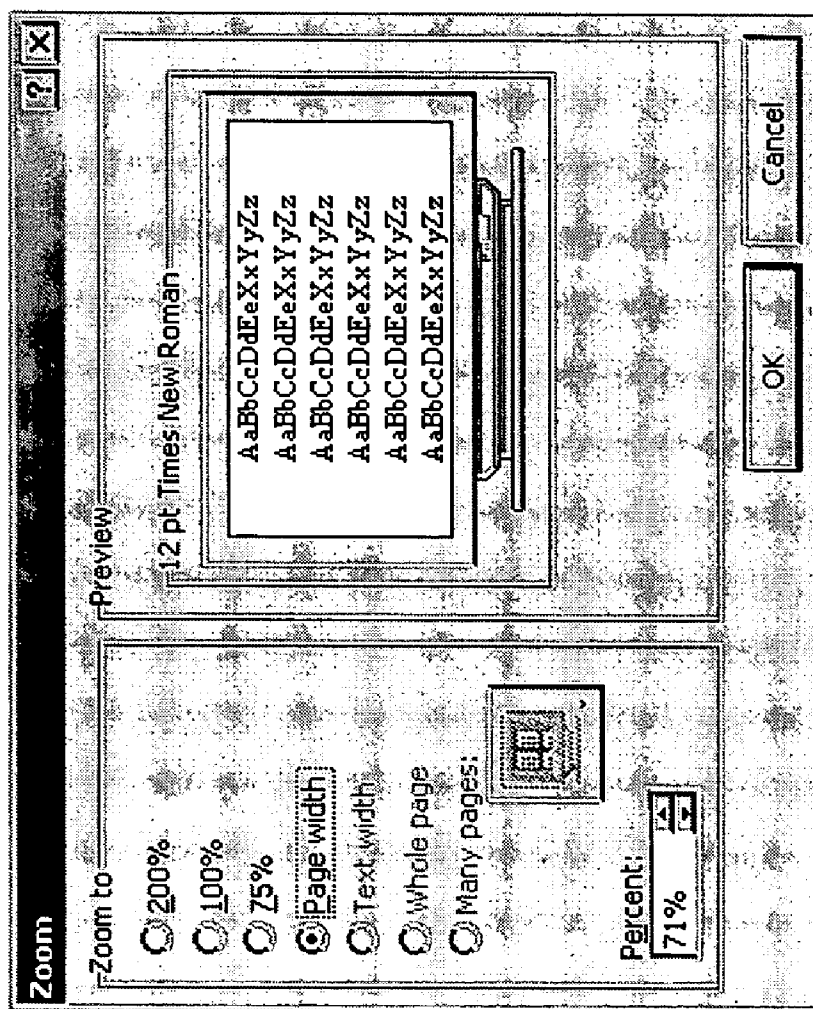 Zoom
Zoom to
200%
100%
75%
Page width
Text width
Whole page
Many pages:
Percent:
71%
Preview
12 pt Times New Roman
AaBbCcDdEeXxYyZz
AaBbCcDdEeXxYyZz
AaBbCcDdEeXxYyZz
AaBbCcDdEeXxYyZz
AaBbCcDdEeXxYyZz
AaBbCcDdEeXxYyZz
OK
Cancel